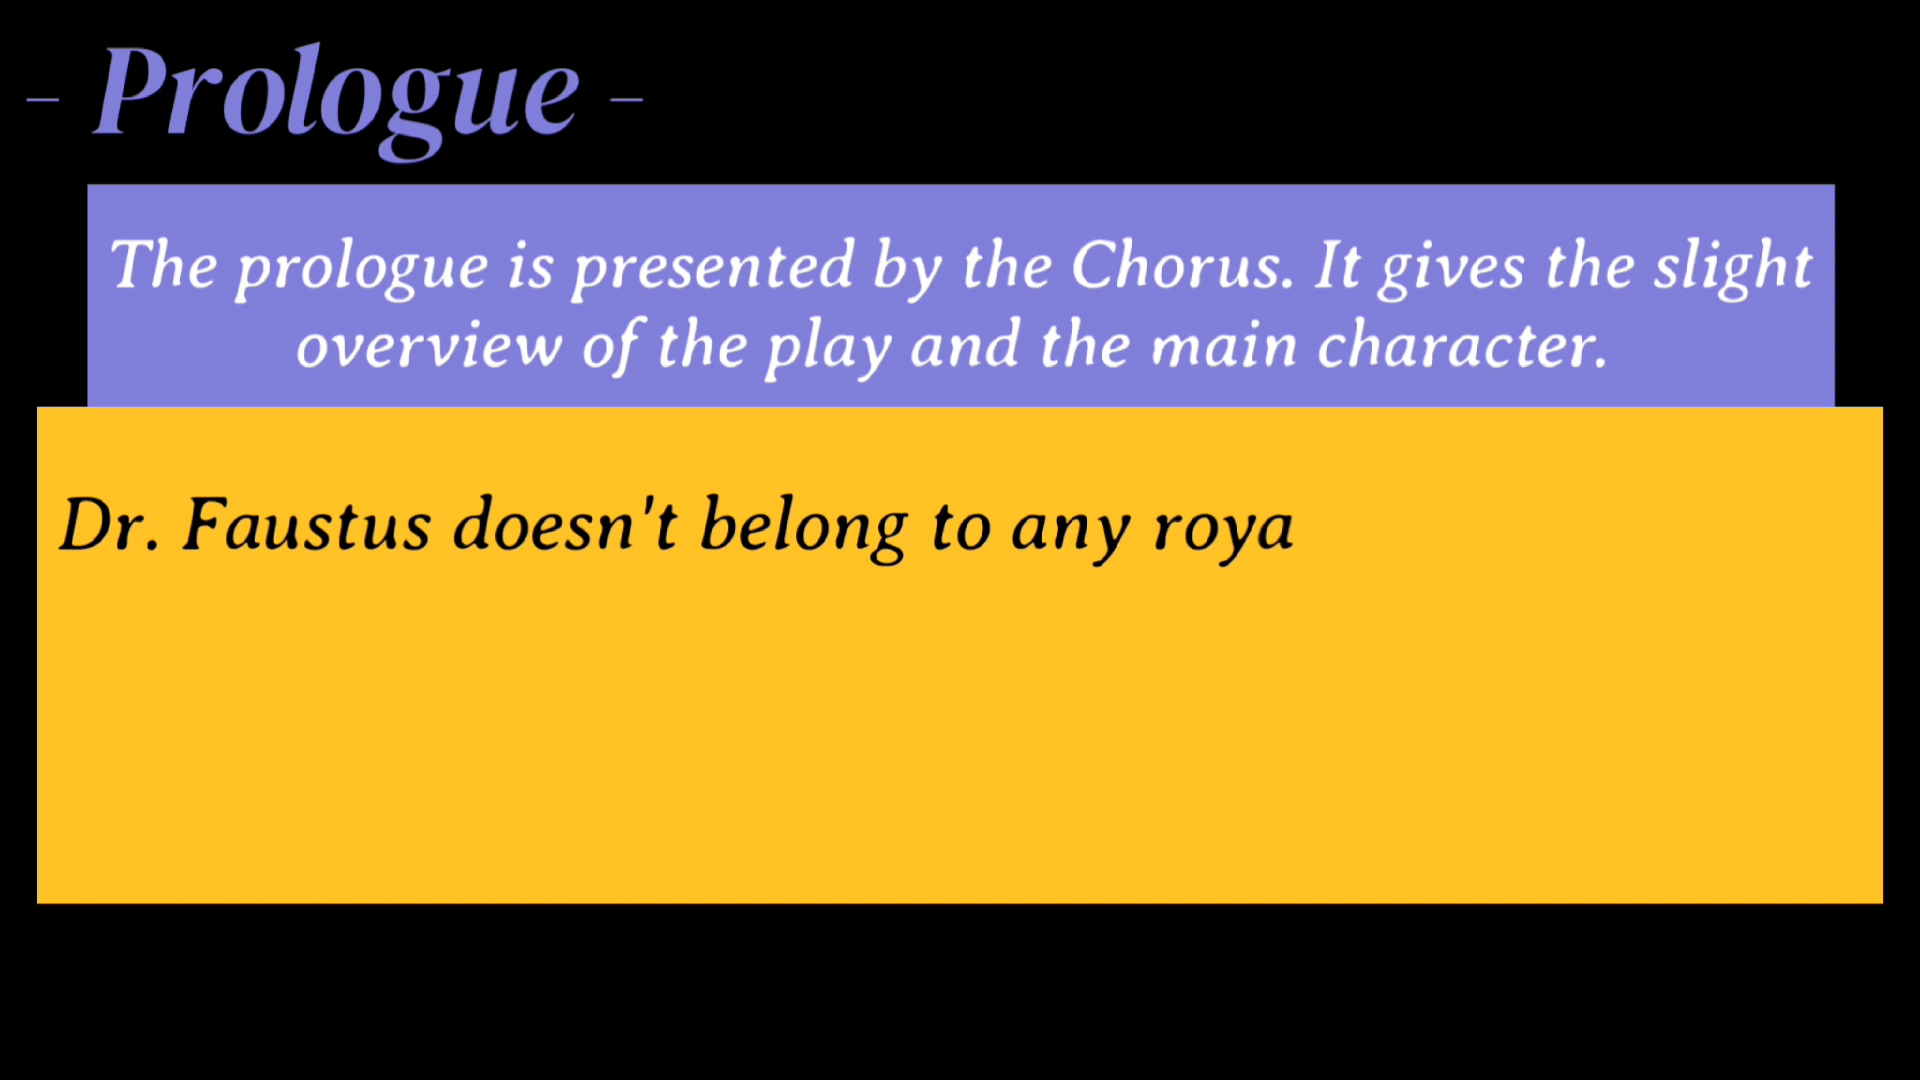 - Prologue -
The prologue is presented by the Chorus. It gives the slight
overview of the play and the main character.
Dr. Faustus doesn't belong to any roya